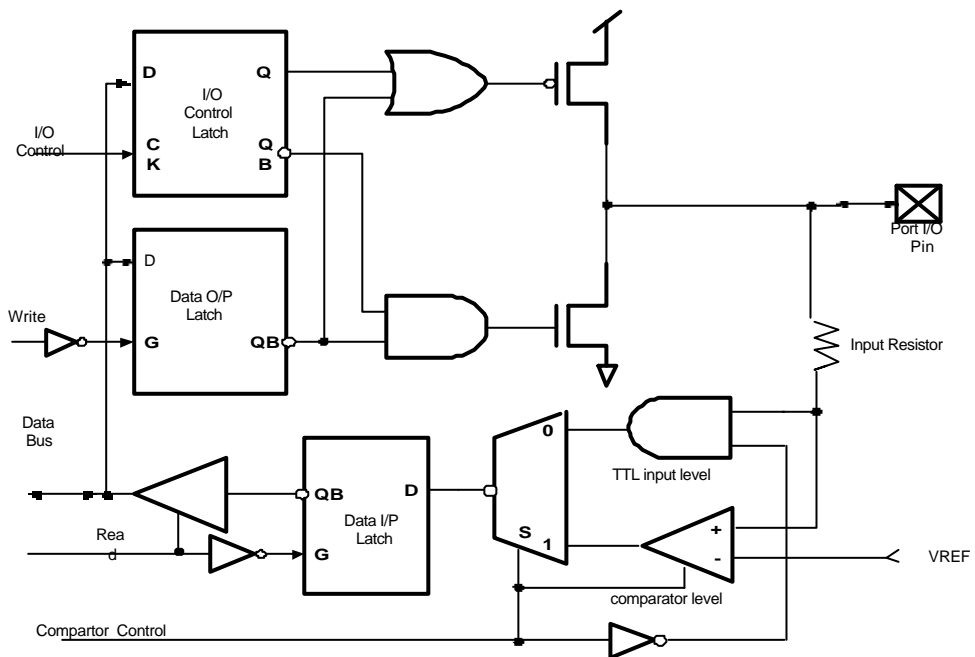 D
Q
I/O
Control
Latch
I/O
Control
C
K
Q
B
Port I/O
Pin
D
Data O/P
Latch
Write
G
QB
Input Resistor
Data
Bus
0
TTL input level
QB
D
Data I/P
Latch
S
1
+
-
Rea
d
G
VREF
comparator level
Compartor Control